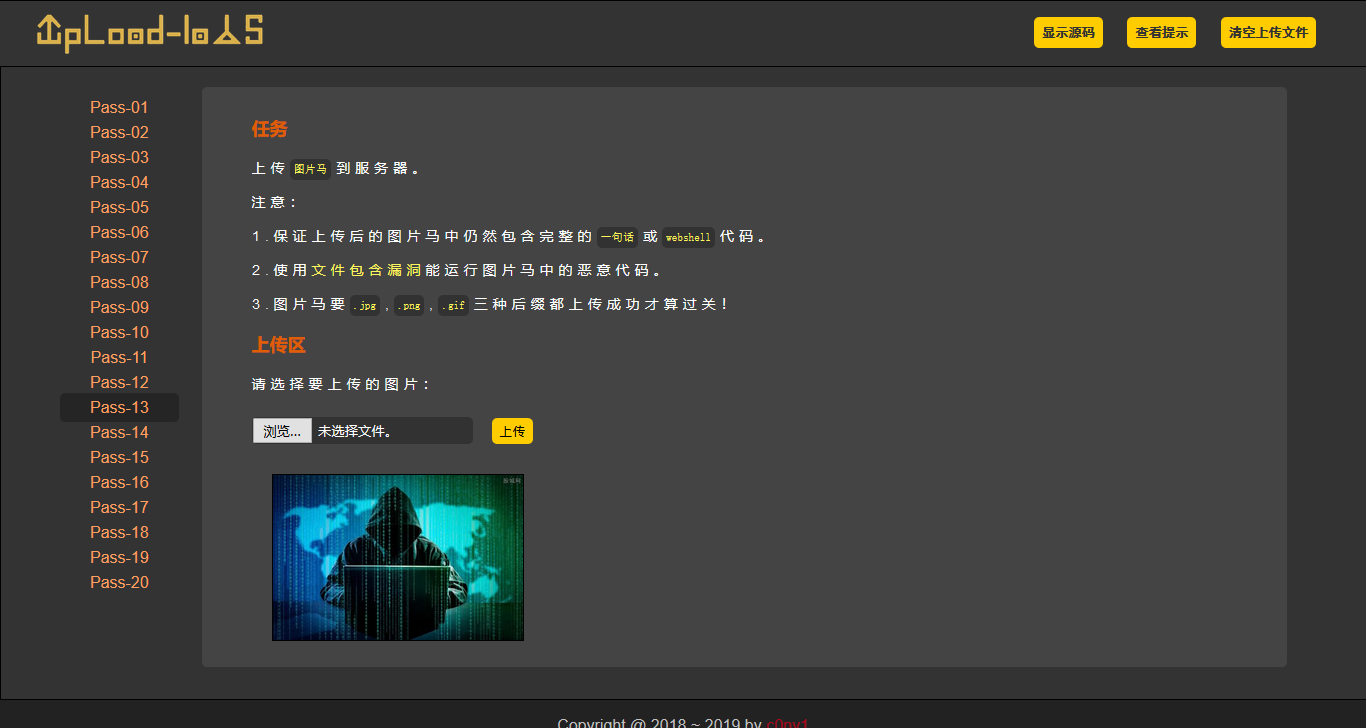 UpLoad-labs
显示源码 查看提示 清空上传文件
Pass-01
Pass-02
Pass-03
Pass-04
Pass-05
Pass-06
Pass-07
Pass-08
Pass-09
Pass-10
Pass-11
Pass-12
Pass-13
Pass-14
Pass-15
Pass-16
Pass-17
Pass-18
Pass-19
Pass-20
任务
上传 图片马 到服务器。
注意：
1.保证上传后的图片马中仍然包含完整的 一句话 或 webshell 代码。
2.使用文件包含漏洞能运行图片马中的恶意代码。
3.图片马要 .jpg , .png , .gif 三种后缀都上传成功才算过关！
上传区
请选择要上传的图片：
浏览... 未选择文件。 上传
Copyright @ 2018 ~ 2019 by c0ny1